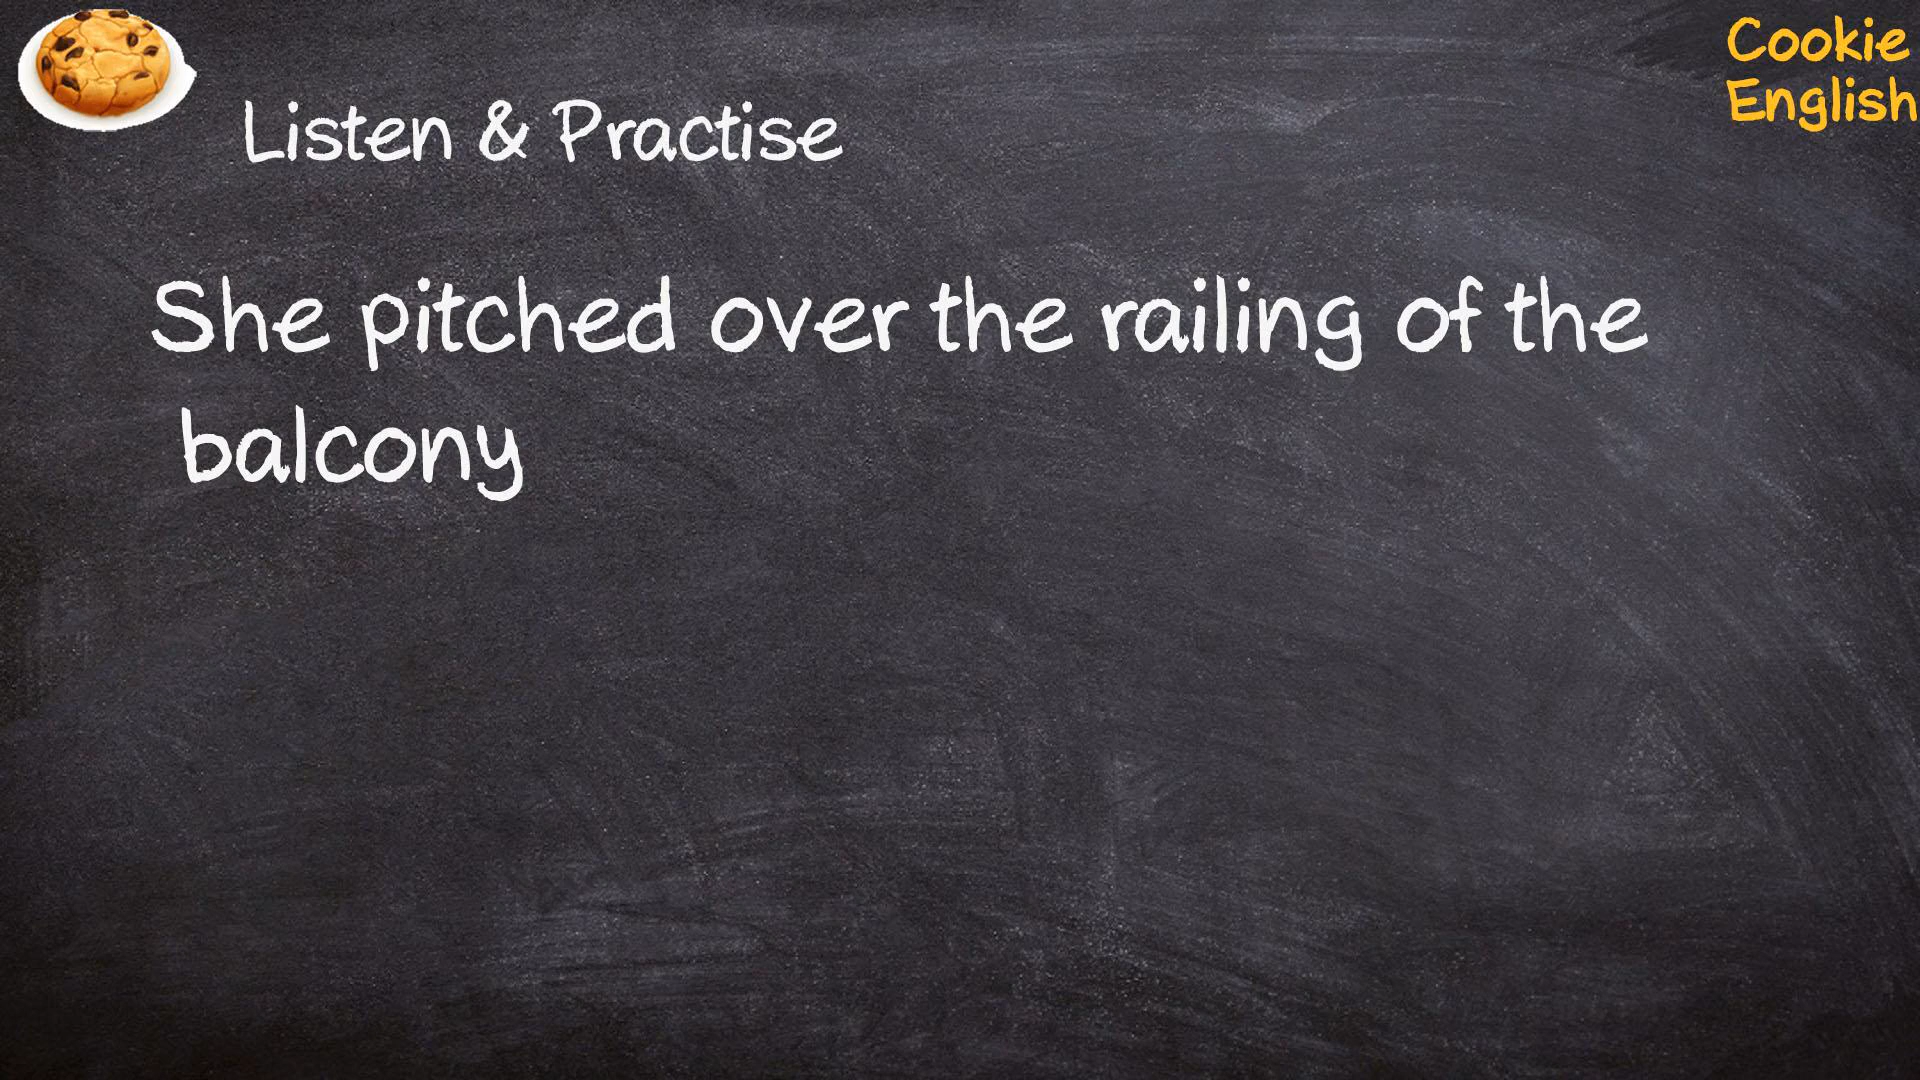 Cookie
English
Listen & Practise
She pitched over the railing of the
balcony